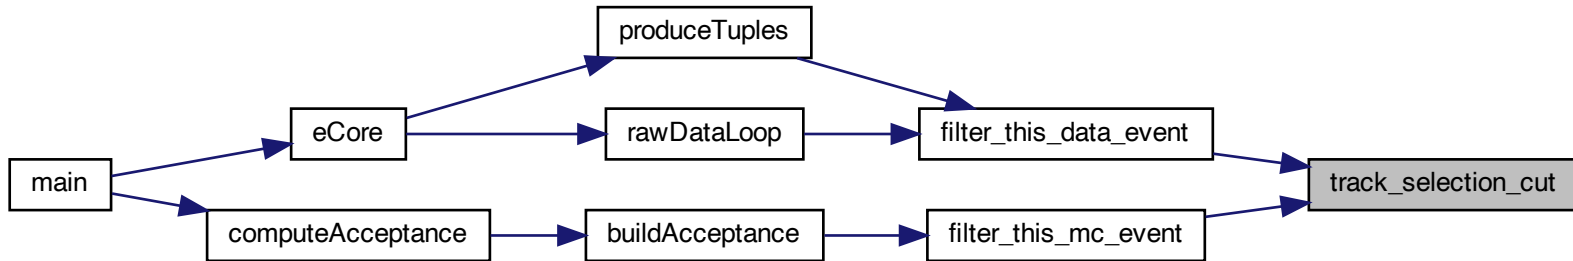 produceTuples
eCore
rawDataLoop
filter_this_data_event
main
track_selection_cut
computeAcceptance
buildAcceptance
filter_this_mc_event